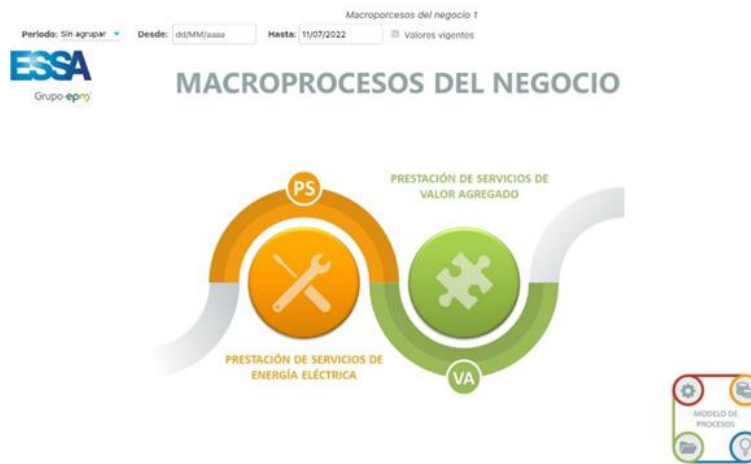 Macroporcesos del negocio 1
Periodo: Sin agrupar Desde: dd/MM/aaaa Hasta: 11/07/2022 Valores vigentes
ESSA
Grupo·epm
MACROPROCESOS DEL NEGOCIO
PS
PRESTACIÓN DE SERVICIOS DE
VALOR AGREGADO
PRESTACIÓN DE SERVICIOS DE
ENERGÍA ELÉCTRICA
VA
MODELO DE
PROCESOS